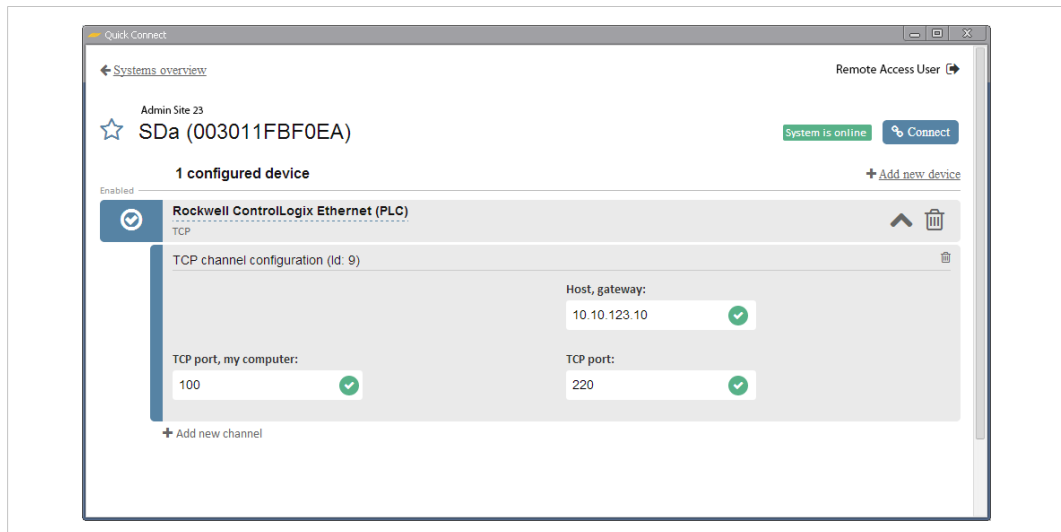 Quick Connect
Systems overview
Remote Access User
Admin Site 23
SDa (003011FBF0EA)
System is online
Connect
1 configured device
Add new device
Enabled
Rockwell ControlLogix Ethernet (PLC)
TCP
TCP channel configuration (Id: 9)
Host, gateway:
10.10.123.10
TCP port, my computer:
TCP port:
100
220
Add new channel